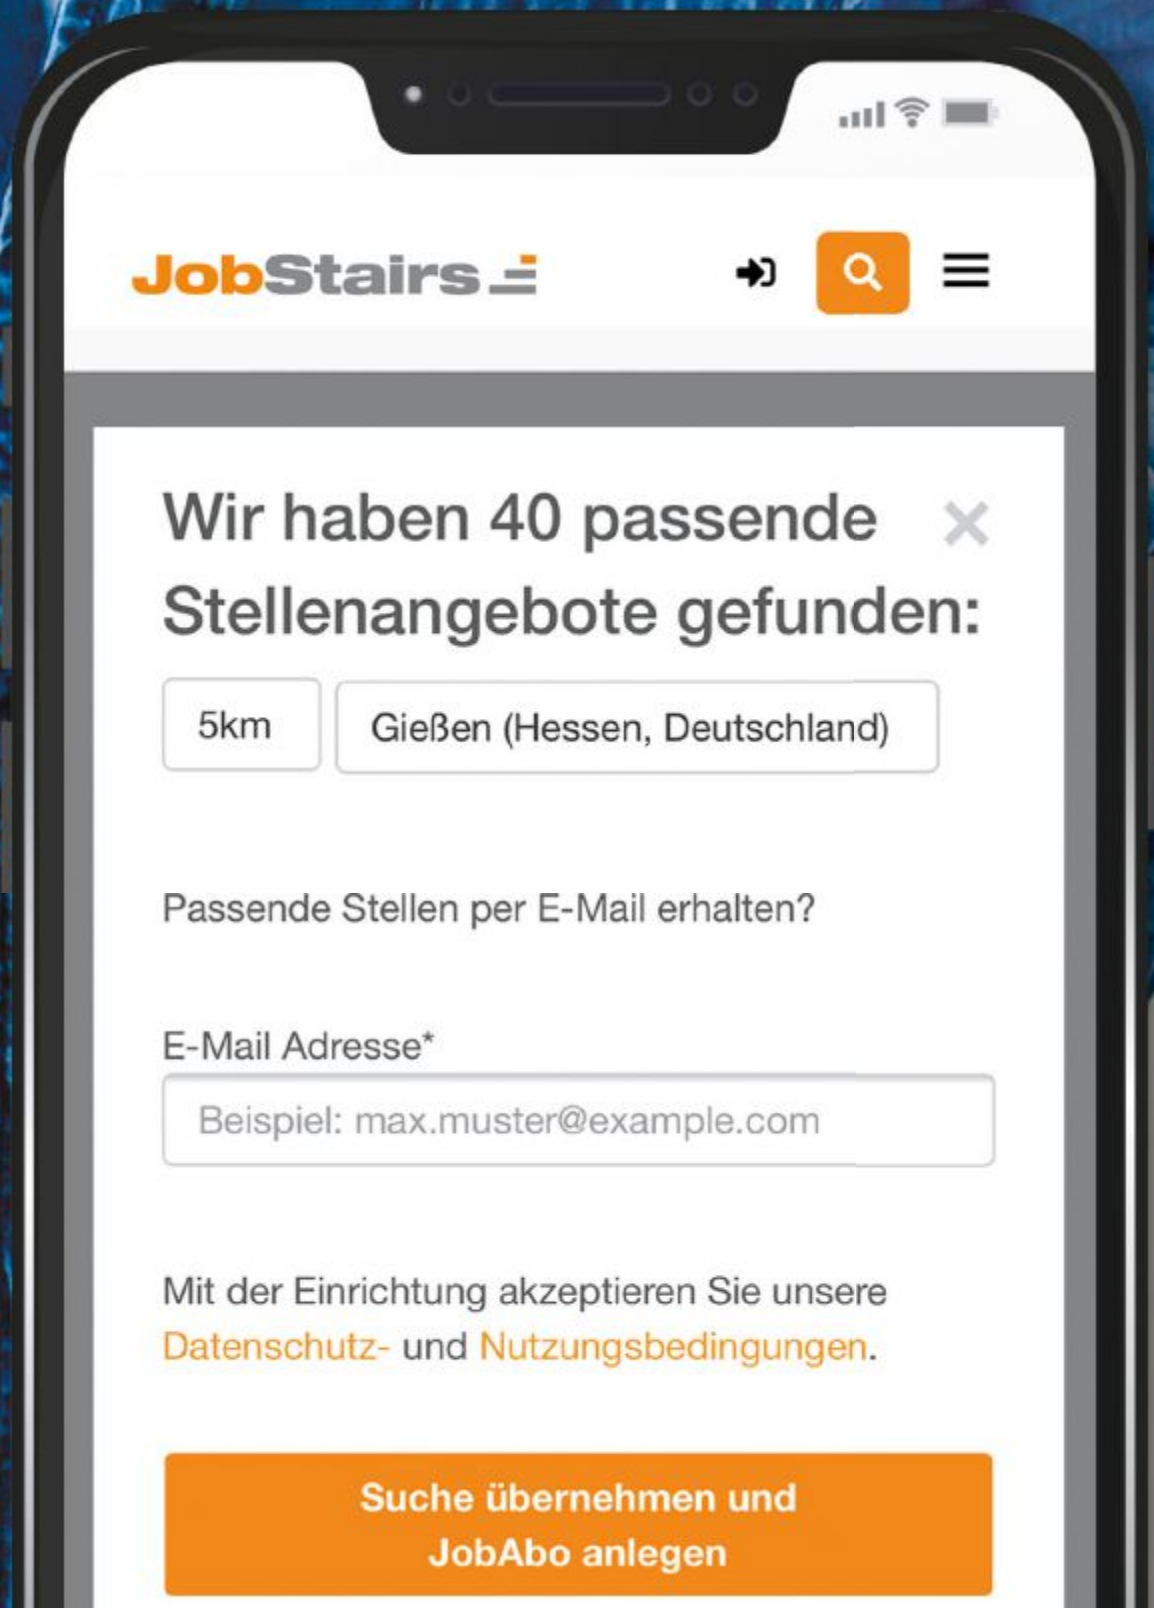 JobStairs
Wir haben 40 passende
Stellenangebote gefunden:
5km
Gießen (Hessen, Deutschland)
Passende Stellen per E-Mail erhalten?
E-Mail Adresse*
Beispiel: max.muster@example.com
Mit der Einrichtung akzeptieren Sie unsere
Datenschutz- und Nutzungsbedingungen.
Suche übernehmen und
JobAbo anlegen